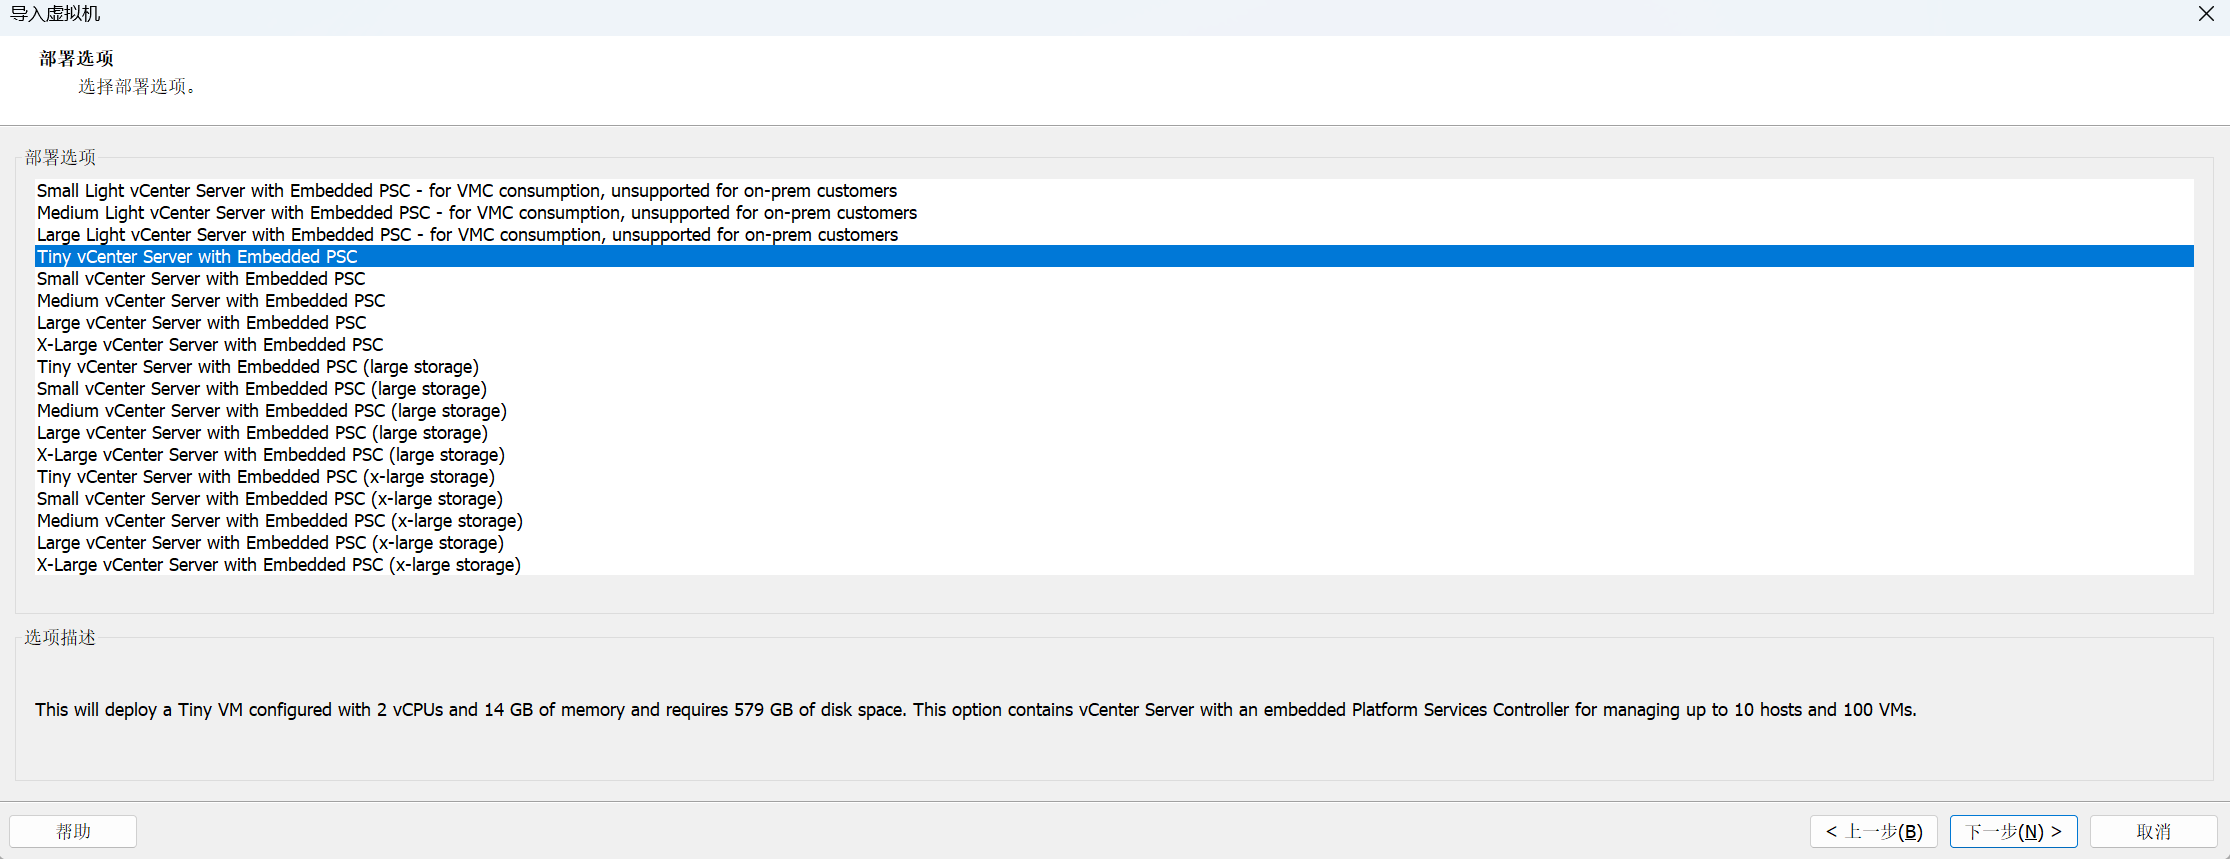 导入虚拟机
部署选项
选择部署选项。
部署选项
Small Light vCenter Server with Embedded PSC - for VMC consumption, unsupported for on-prem customers
Medium Light vCenter Server with Embedded PSC - for VMC consumption, unsupported for on-prem customers
Large Light vCenter Server with Embedded PSC - for VMC consumption, unsupported for on-prem customers
Tiny vCenter Server with Embedded PSC
Small vCenter Server with Embedded PSC
Medium vCenter Server with Embedded PSC
Large vCenter Server with Embedded PSC
X-Large vCenter Server with Embedded PSC
Tiny vCenter Server with Embedded PSC (large storage)
Small vCenter Server with Embedded PSC (large storage)
Medium vCenter Server with Embedded PSC (large storage)
Large vCenter Server with Embedded PSC (large storage)
X-Large vCenter Server with Embedded PSC (large storage)
Tiny vCenter Server with Embedded PSC (x-large storage)
Small vCenter Server with Embedded PSC (x-large storage)
Medium vCenter Server with Embedded PSC (x-large storage)
Large vCenter Server with Embedded PSC (x-large storage)
X-Large vCenter Server with Embedded PSC (x-large storage)
选项描述
This will deploy a Tiny VM configured with 2 vCPUs and 14 GB of memory and requires 579 GB of disk space. This option contains vCenter Server with an embedded Platform Services Controller for managing up to 10 hosts and 100 VMs.
帮助
< 上一步(B)
下一步(N) >
取消